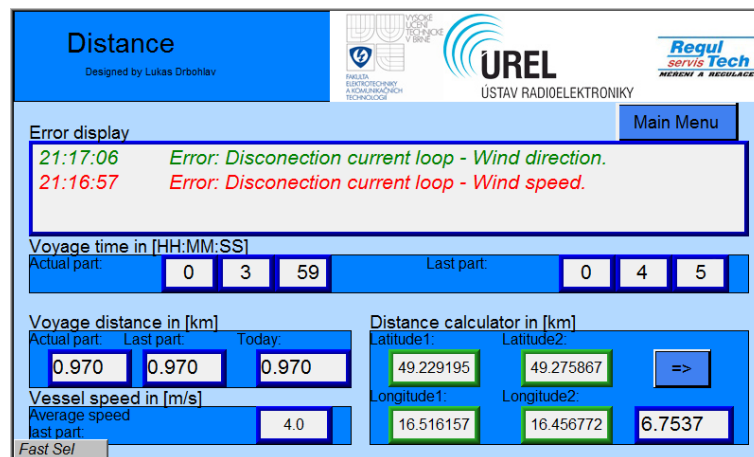 Distance
Designed by Lukas Drbohlav
VYSOKÉ
UČENÍ
TECHNICKÉ
V BRNĚ
FAKULTA
ELEKTROTECHNIKY
A KOMUNIKAČNÍCH
TECHNOLOGIÍ
ÚREL
ÚSTAV RADIOELEKTRONIKY
Regul
servis Tech
MĚŘENÍ A REGULACE
Main Menu
Error display
21:17:06 Error: Disconection current loop - Wind direction.
21:16:57 Error: Disconection current loop - Wind speed.
Voyage time in [HH:MM:SS]
Actual part: 0 3 59 Last part: 0 4 5
Voyage distance in [km]
Actual part: Last part: Today:
0.970 0.970 0.970
Vessel speed in [m/s]
Average speed
last part: 4.0
Distance calculator in [km]
Latitude1: Latitude2:
49.229195 49.275867 =>
Longitude1: Longitude2:
16.516157 16.456772 6.7537
Fast Sel